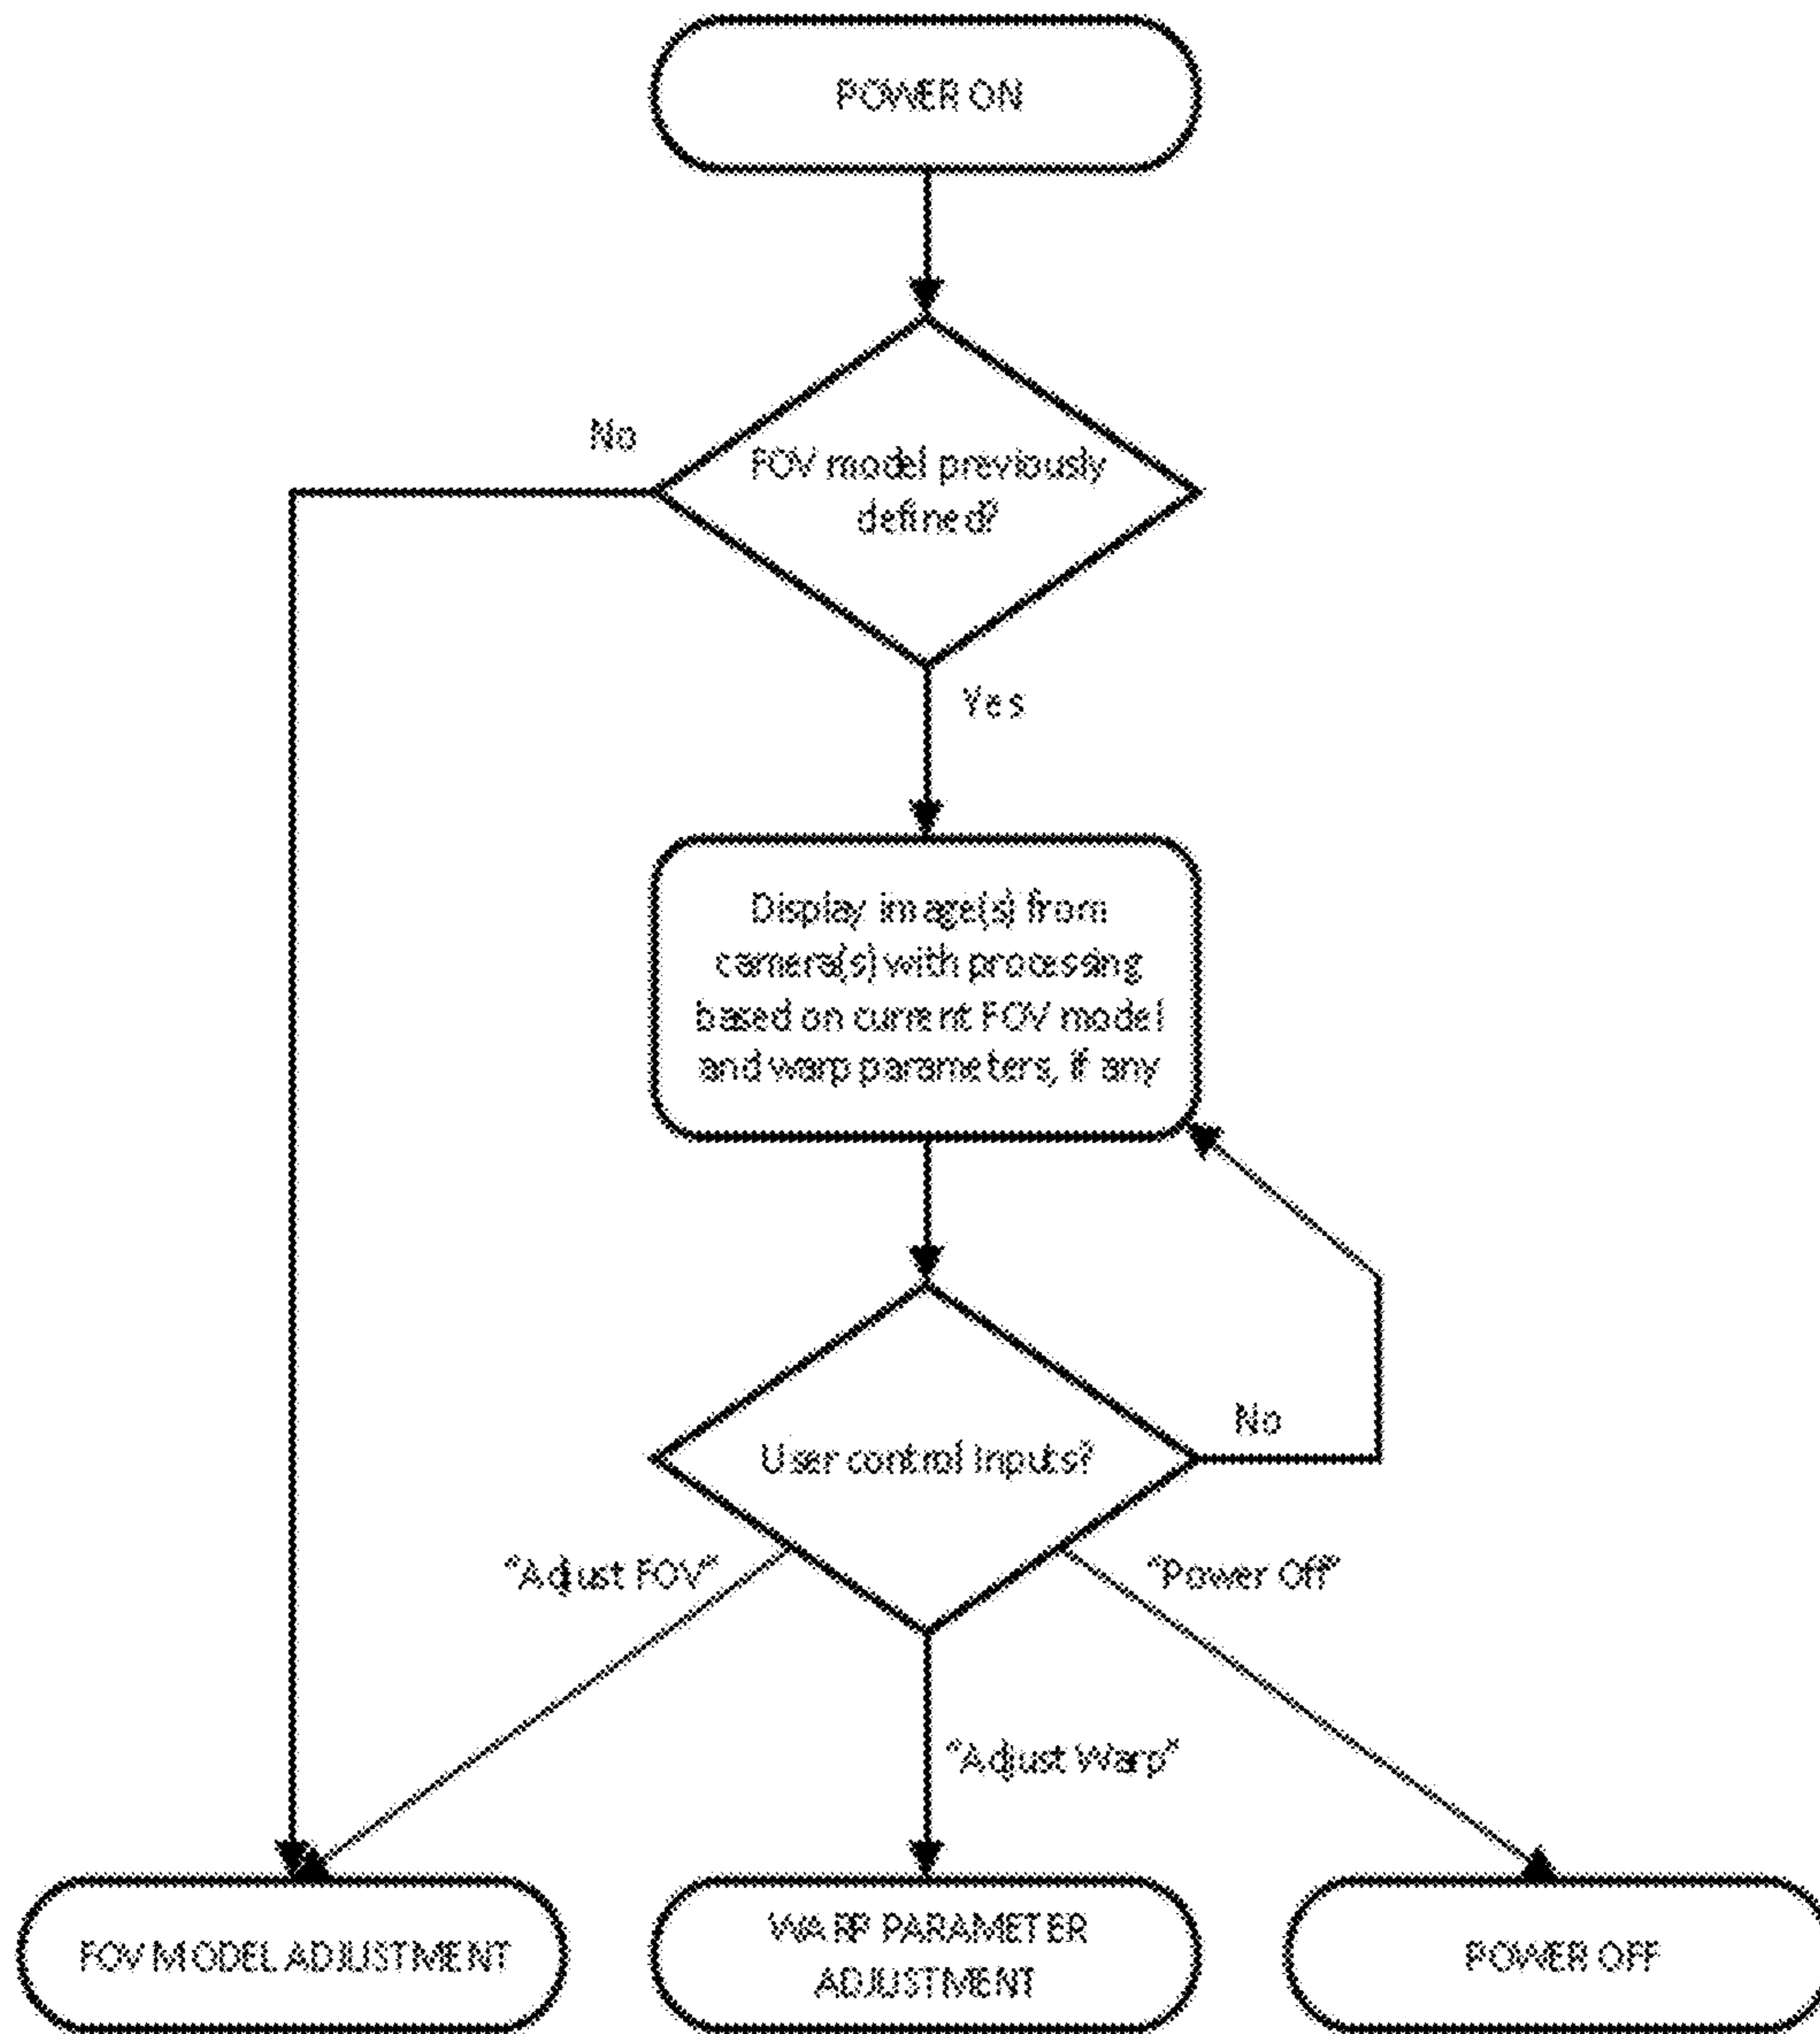 POWER ON
No
FOV model previously
defined?
Yes
Display image(s) from
camera(s) with processing
based on current FOV model
and warp parameters, if any
No
User control inputs?
"Adjust FOV"
"Power Off"
"Adjust Warp"
FOV MODEL ADJUSTMENT
WARP PARAMETER
ADJUSTMENT
POWER OFF